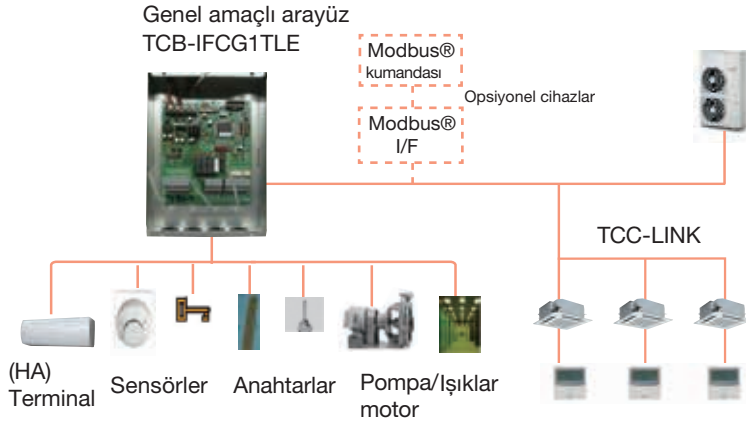 Genel amaçlı arayüz
TCB-IFCG1TLE
Modbus®
kumandası
Opsiyonel cihazlar
Modbus®
I/F
TCC-LINK
(HA)
Terminal
Sensörler
Anahtarlar
Pompa/
motor
Işıklar